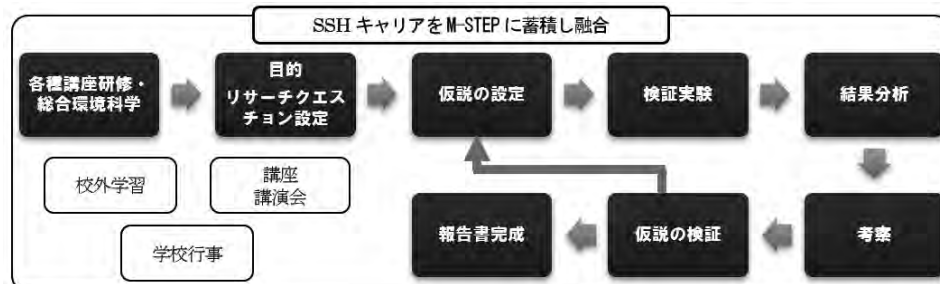 SSH キャリアを M-STEP に蓄積し融合
各種講座研修・
総合環境科学
目的
リサーチクエス
チョン設定
仮説の設定
検証実験
結果分析
校外学習
講座
講演会
学校行事
報告書完成
仮説の検証
考察